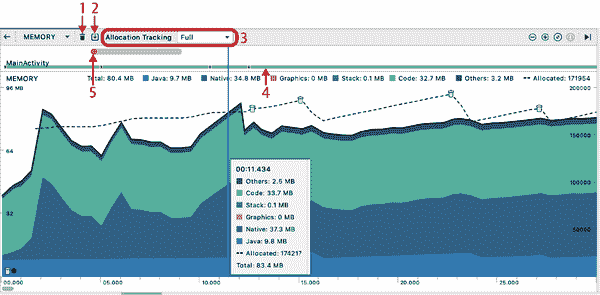 1 2
MEMORY Allocation Tracking Full 3
5
MainActivity
4
MEMORY Total: 80.4 MB Java: 9.7 MB Native: 34.8 MB Graphics: 0 MB Stack: 0.1 MB Code: 32.7 MB Others: 3.2 MB Allocated: 171954
96 MB 200000
64 150000
00:11.434
Others: 2.5 MB
Code: 33.7 MB
Stack: 0.1 MB
Graphics: 0 MB
Native: 37.3 MB
Java: 9.8 MB
Allocated: 174217
Total: 83.4 MB
100000
32
50000
00.000 5.000 10.000 15.000 20.000 25.000